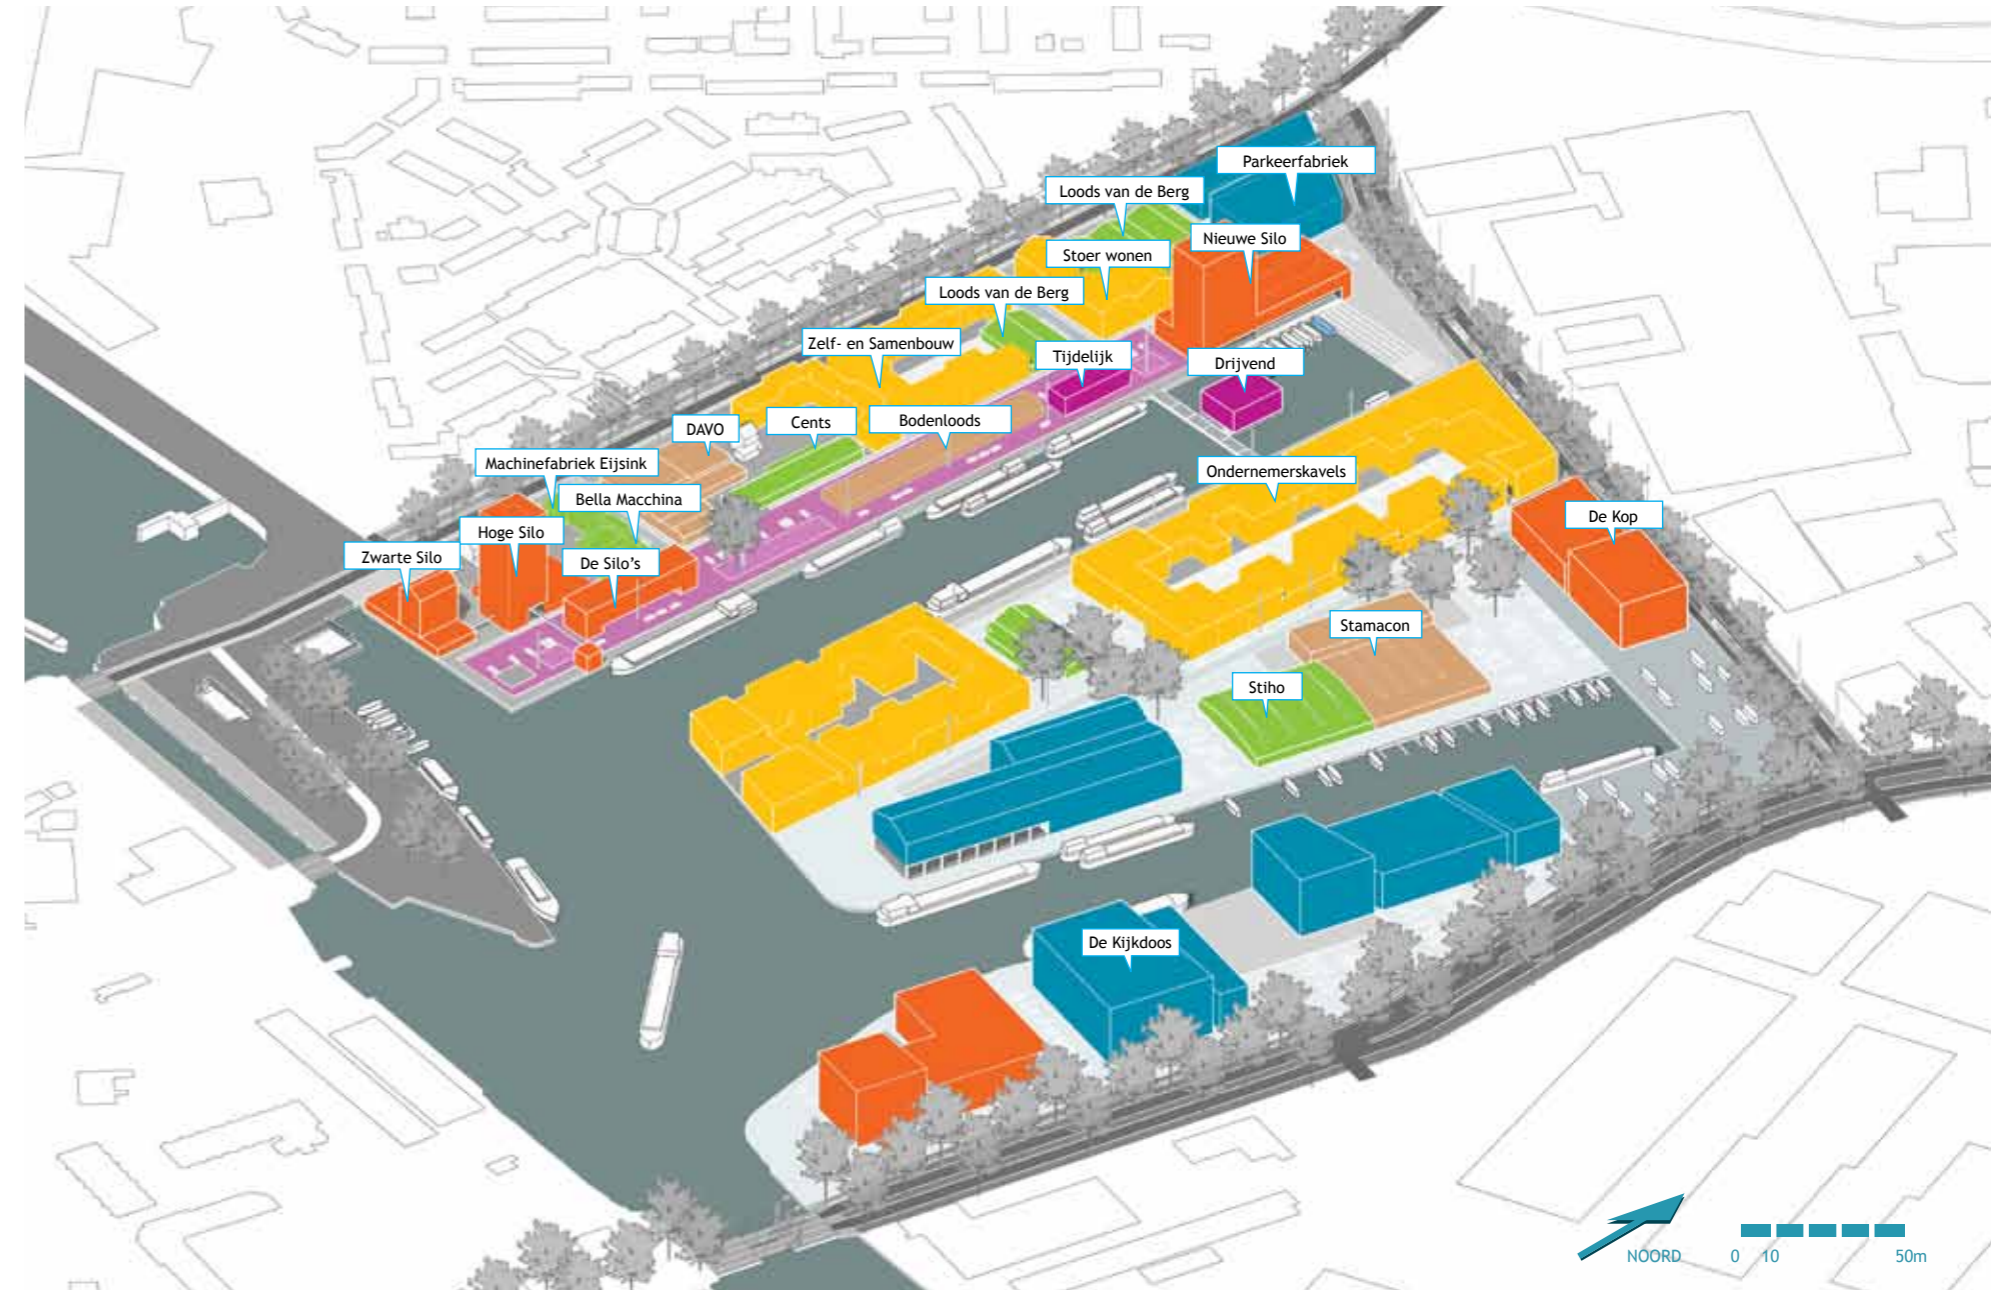 Parkeerfabriek
Loods van de Berg
Nieuwe Silo
Stoer wonen
Loods van de Berg
Zelf- en Samenbouw
Tijdelijk
Drijvend
Cents
Bodenloods
DAVO
Machinefabriek Eijsink
Ondernemerskavels
Bella Macchina
De Kop
Hoge Silo
Zwarte Silo
De Silo's
Stamacon
Stiho
De Kijkdoos
NOORD
0 10 50m